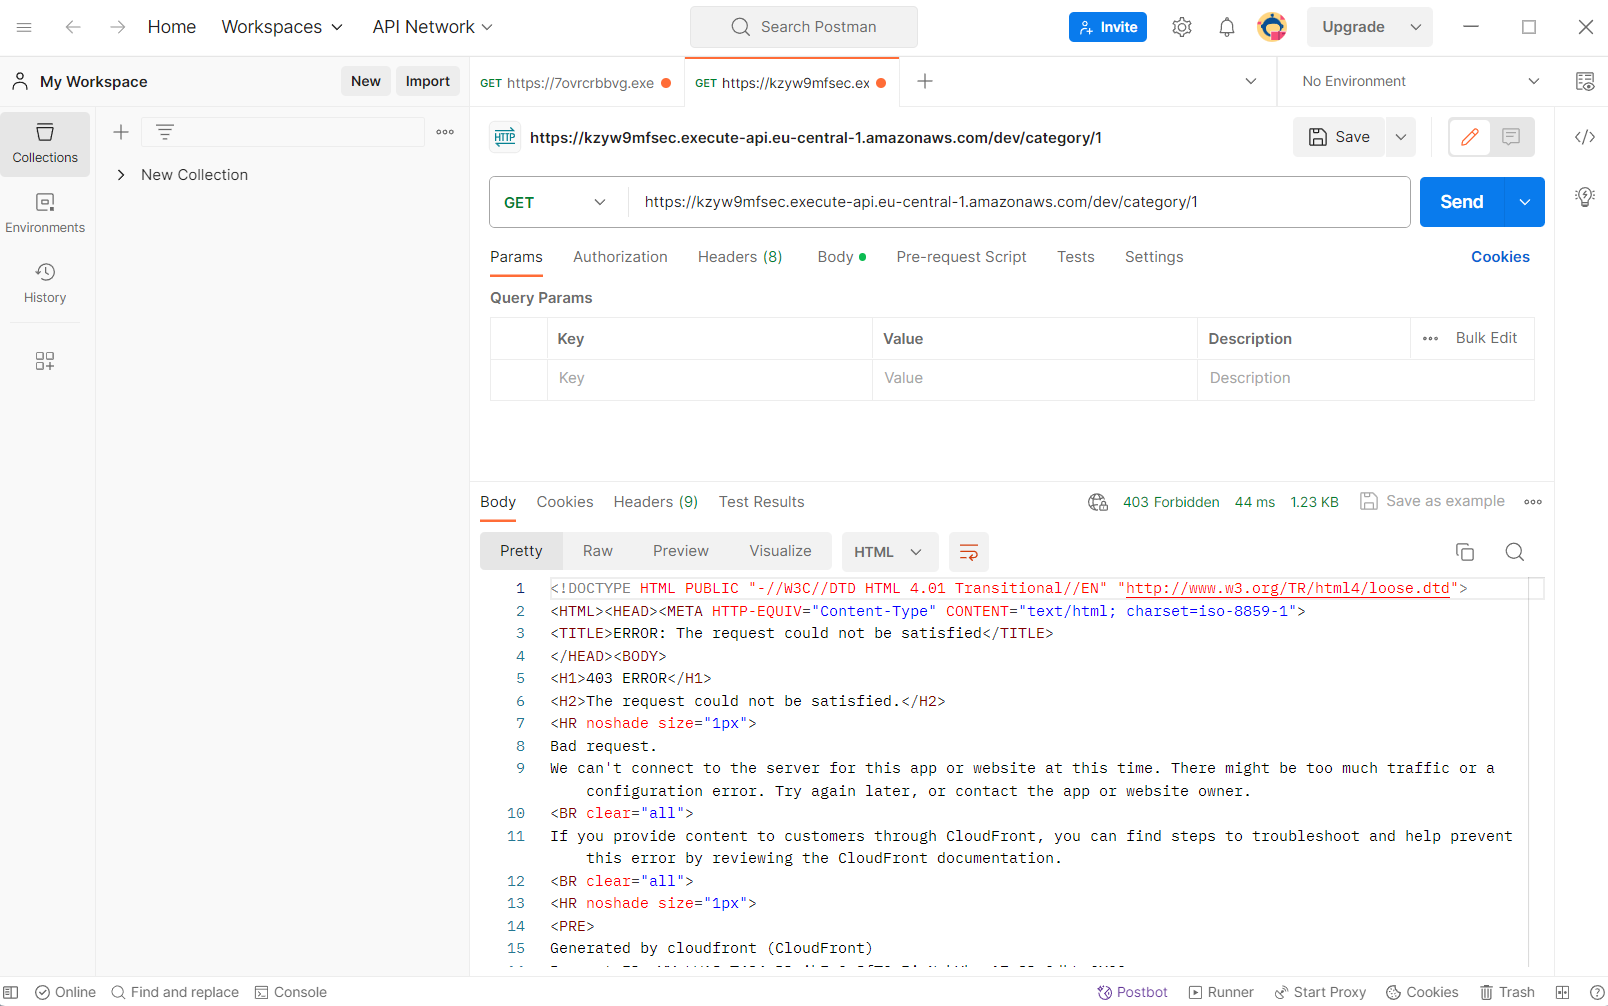 Home
Workspaces
API Network
Search Postman
Invite
Upgrade
My Workspace
New
Import
GET https://7ovrcrbbvg.exe
GET https://kzyw9mfsec.ex
No Environment
Collections
Environments
History
New Collection
HTTP
https://kzyw9mfsec.execute-api.eu-central-1.amazonaws.com/dev/category/1
Save
GET
https://kzyw9mfsec.execute-api.eu-central-1.amazonaws.com/dev/category/1
Send
Params
Authorization
Headers (8)
Body
Pre-request Script
Tests
Settings
Cookies
Query Params
Key
Value
Description
Bulk Edit
Key
Value
Description
Body
Cookies
Headers (9)
Test Results
403 Forbidden
44 ms
1.23 KB
Save as example
Pretty
Raw
Preview
Visualize
HTML
1 <!DOCTYPE HTML PUBLIC "-//W3C//DTD HTML 4.01 Transitional//EN" "http://www.w3.org/TR/html4/loose.dtd">
2 <HTML><HEAD><META HTTP-EQUIV="Content-Type" CONTENT="text/html; charset=iso-8859-1">
3 <TITLE>ERROR: The request could not be satisfied</TITLE>
4 </HEAD><BODY>
5 <H1>403 ERROR</H1>
6 <H2>The request could not be satisfied.</H2>
7 <HR noshade size="1px">
8 Bad request.
9 We can't connect to the server for this app or website at this time. There might be too much traffic or a
configuration error. Try again later, or contact the app or website owner.
10 <BR clear="all">
11 If you provide content to customers through CloudFront, you can find steps to troubleshoot and help prevent
this error by reviewing the CloudFront documentation.
12 <BR clear="all">
13 <HR noshade size="1px">
14 <PRE>
15 Generated by cloudfront (CloudFront)
Online
Find and replace
Console
Postbot
Runner
Start Proxy
Cookies
Trash